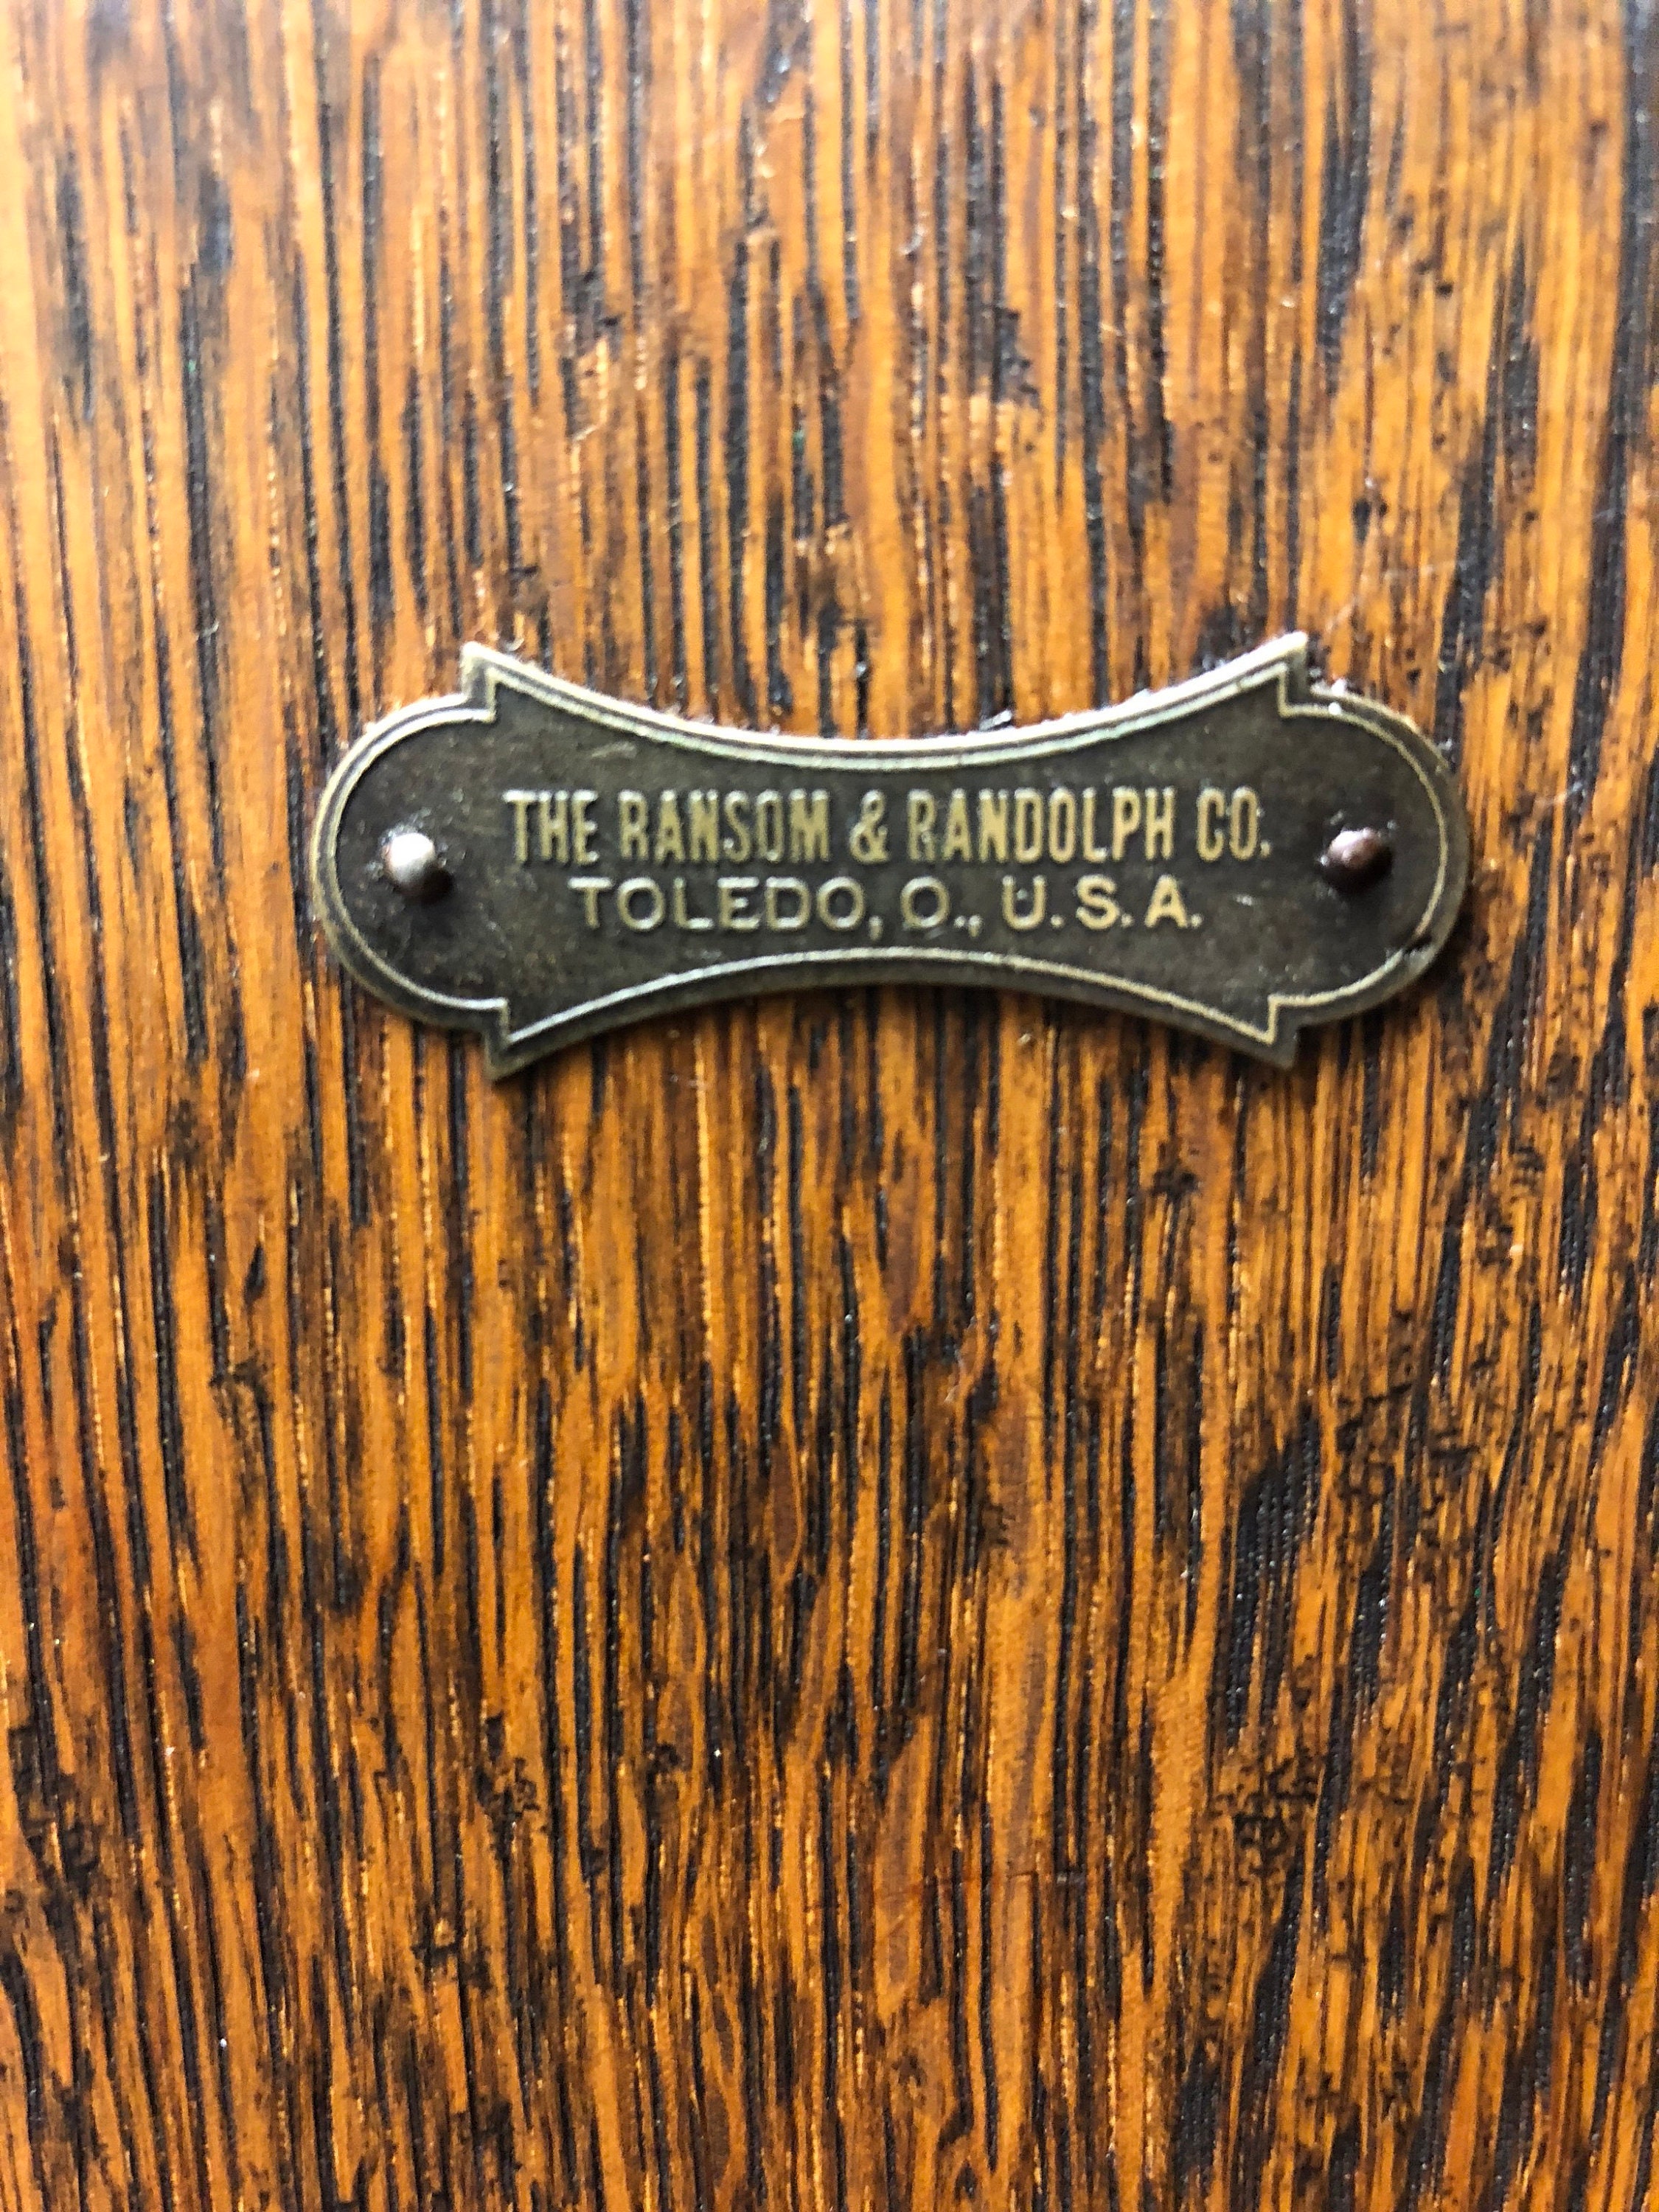 THE RANSOM & RANDOLPH CO.
TOLEDO, O., U.S.A.